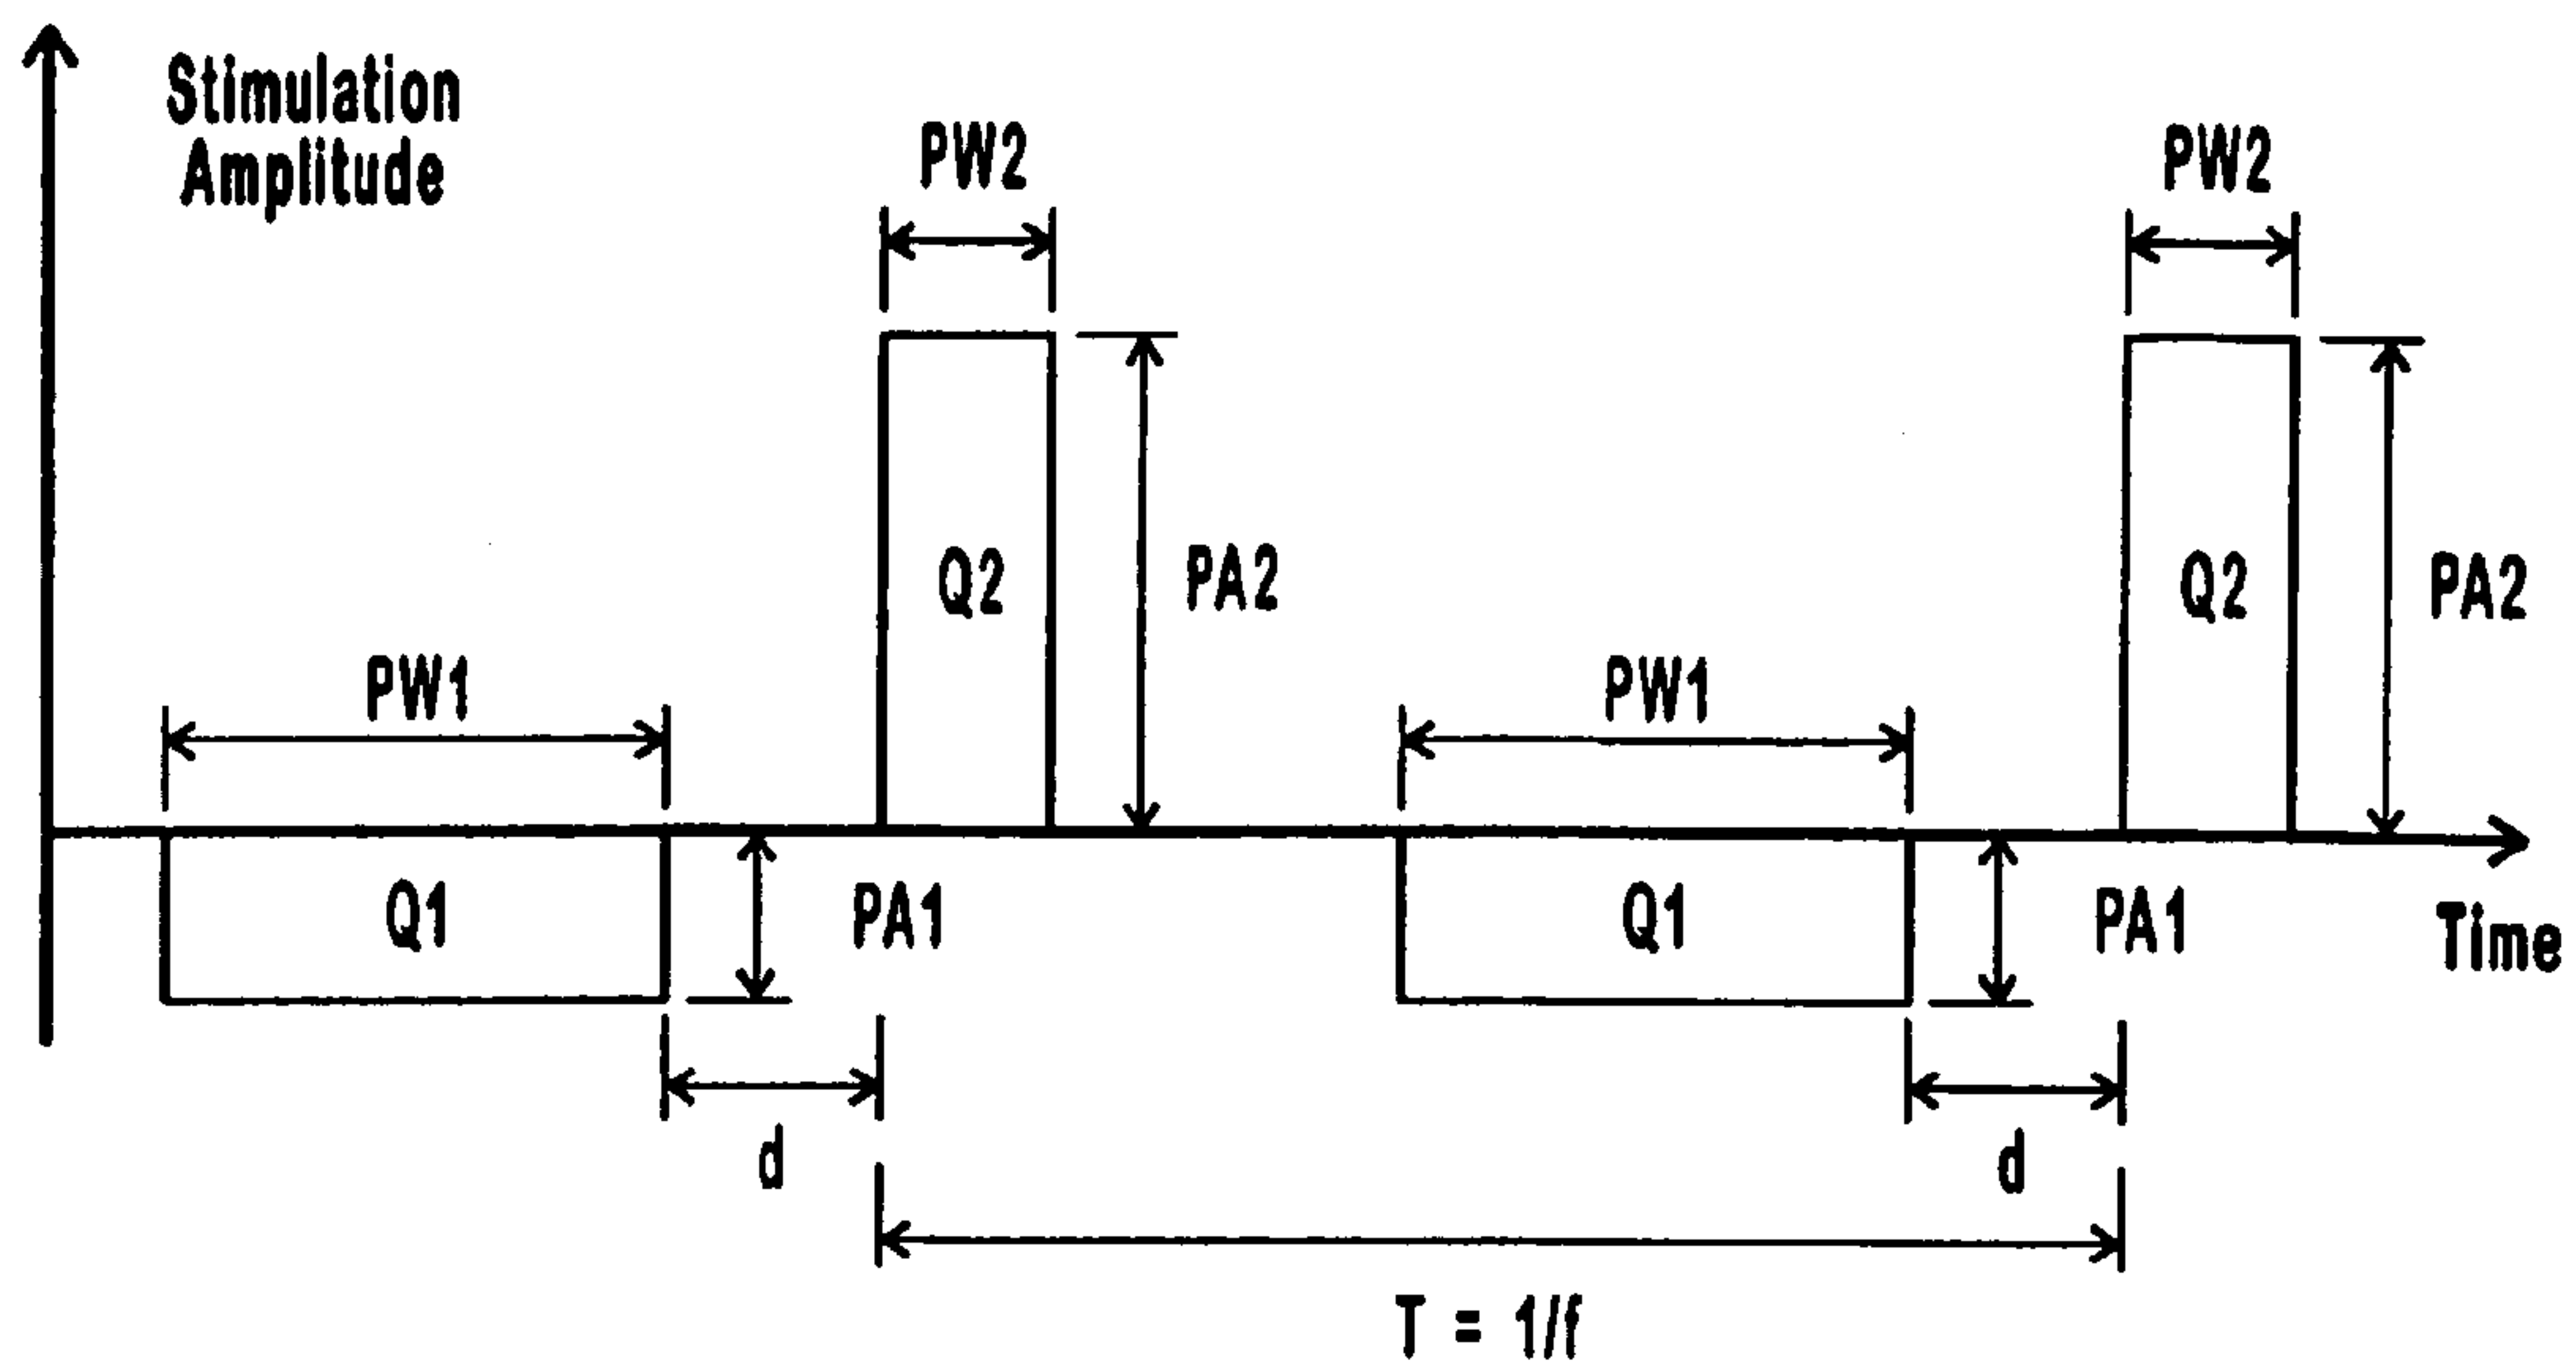 Stimulation
Amplitude
PW2
PW2
Q2
PA2
Q2
PA2
PW1
PW1
Q1
PA1
Q1
PA1
Time
d
d
T = 1/f